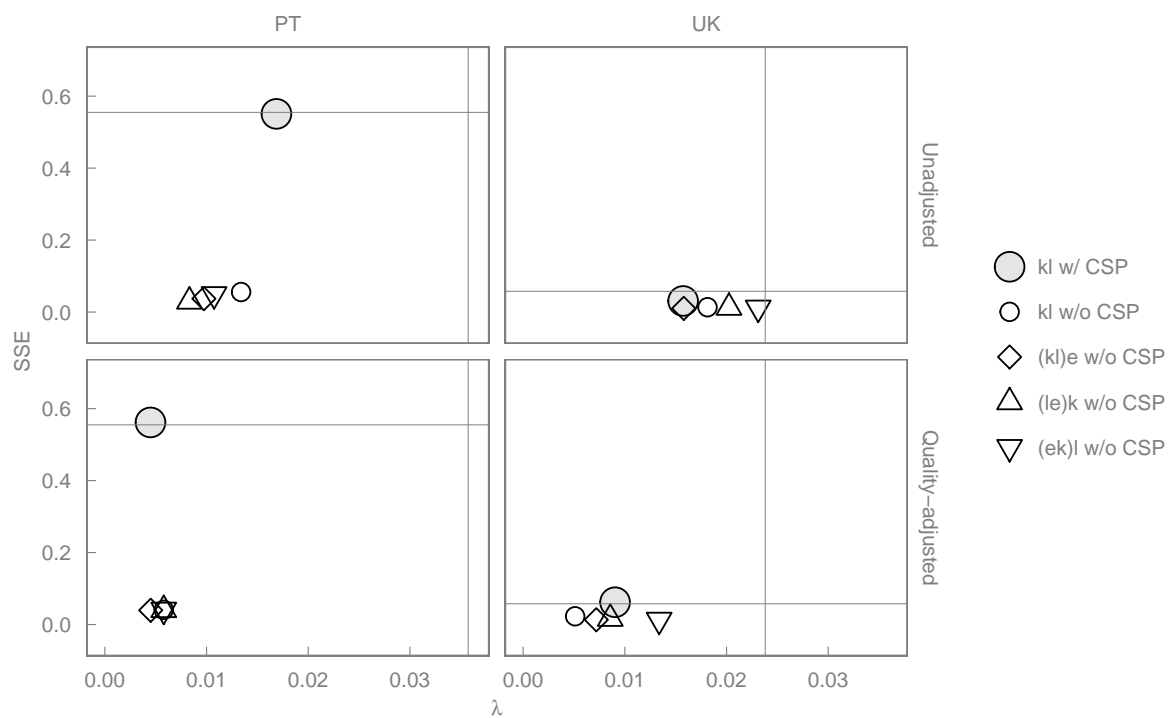 PT
UK
0.6
0.4
0.2
0.0
Unadjusted
SSE
0.6
0.4
0.2
0.0
Quality−adjusted
0.00 0.01 0.02 0.03
0.00 0.01 0.02 0.03
λ
kl w/ CSP
kl w/o CSP
(kl)e w/o CSP
(le)k w/o CSP
(ek)l w/o CSP